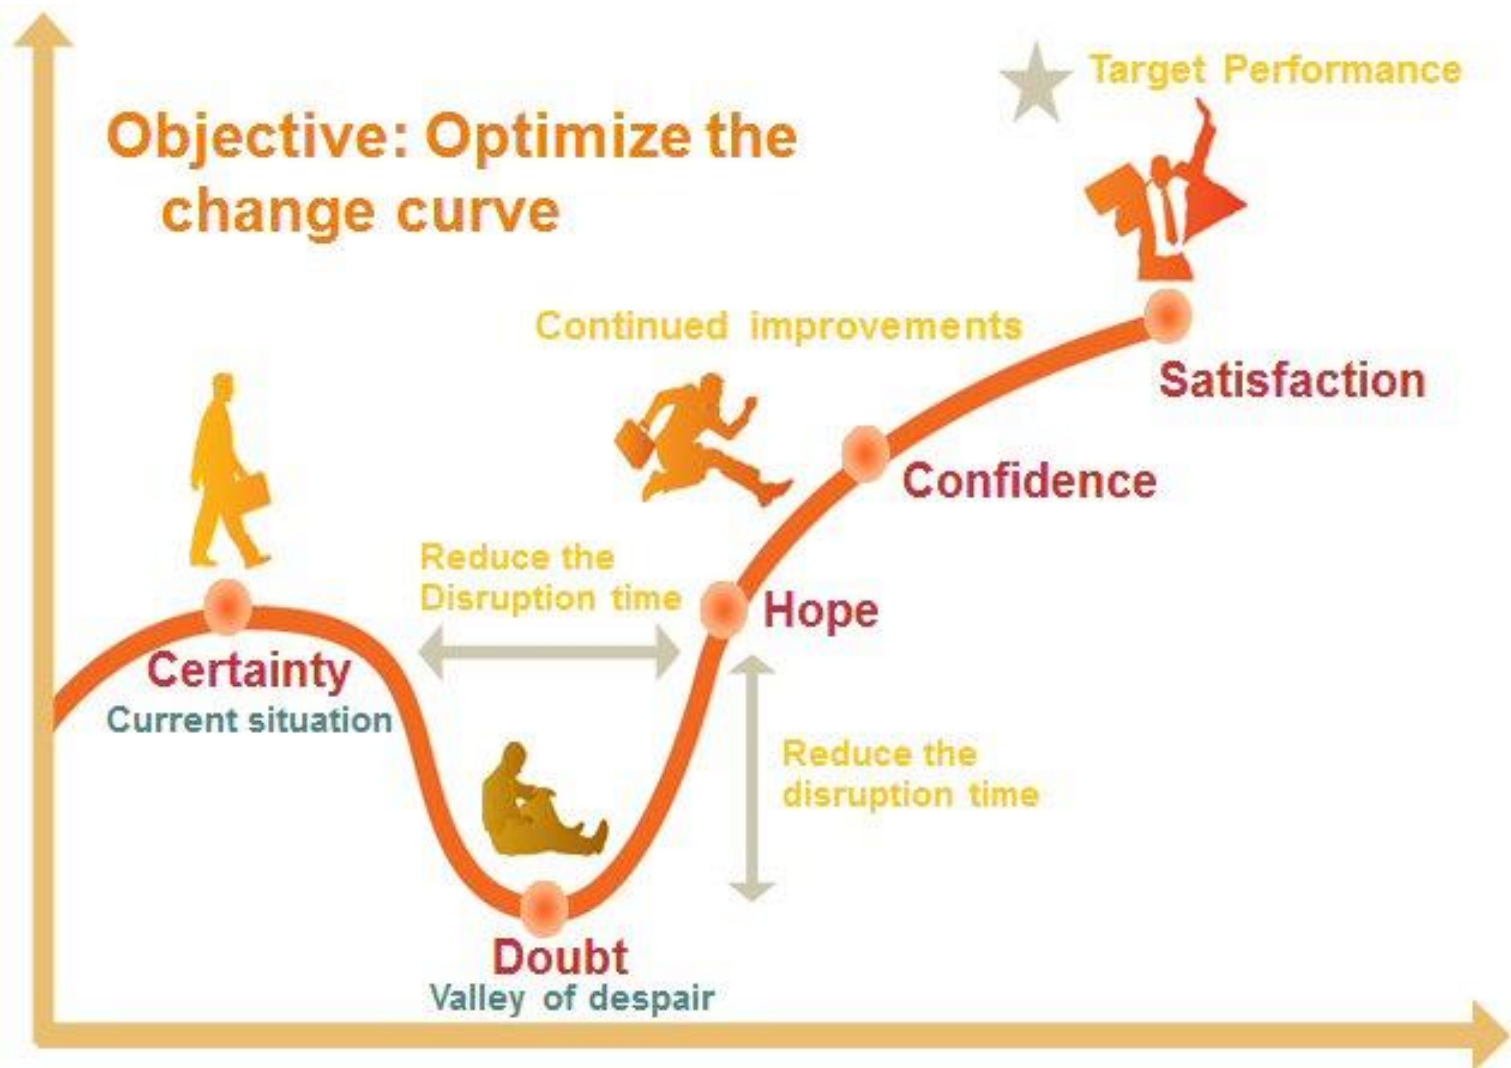 Target Performance
Objective: Optimize the
change curve
Continued improvements
Satisfaction
Confidence
Reduce the
Disruption time
Hope
Certainty
Current situation
Reduce the
disruption time
Doubt
Valley of despair